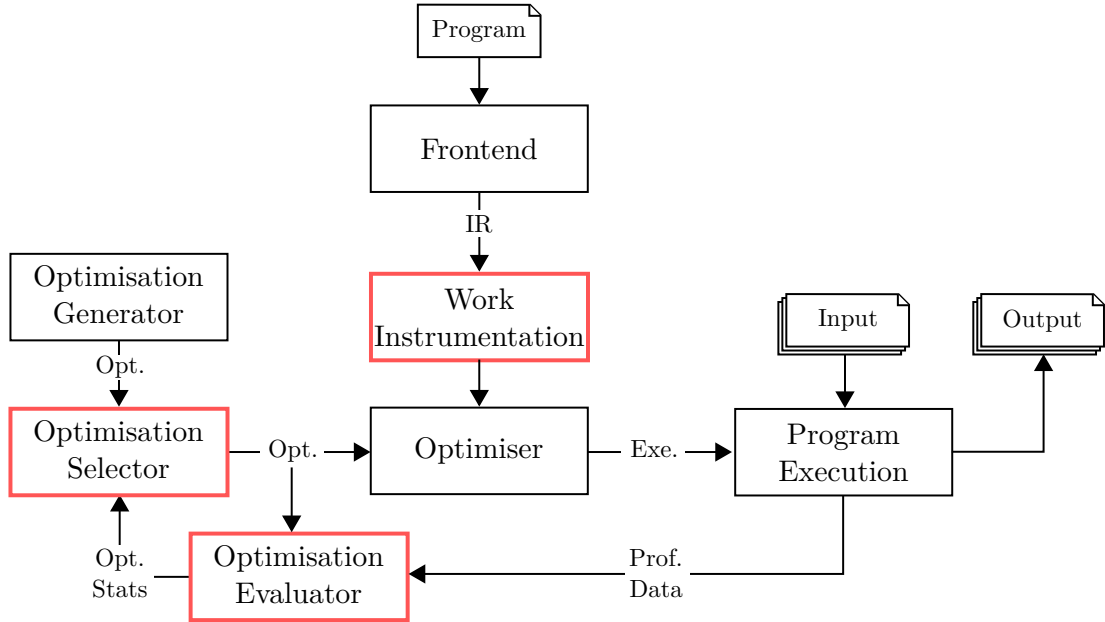 Program
Frontend
IR
Optimisation
Generator
Work
Instrumentation
Input
Output
Opt.
Optimisation
Selector
Opt.
Optimiser
Exe.
Program
Execution
Opt.
Stats
Optimisation
Evaluator
Prof.
Data